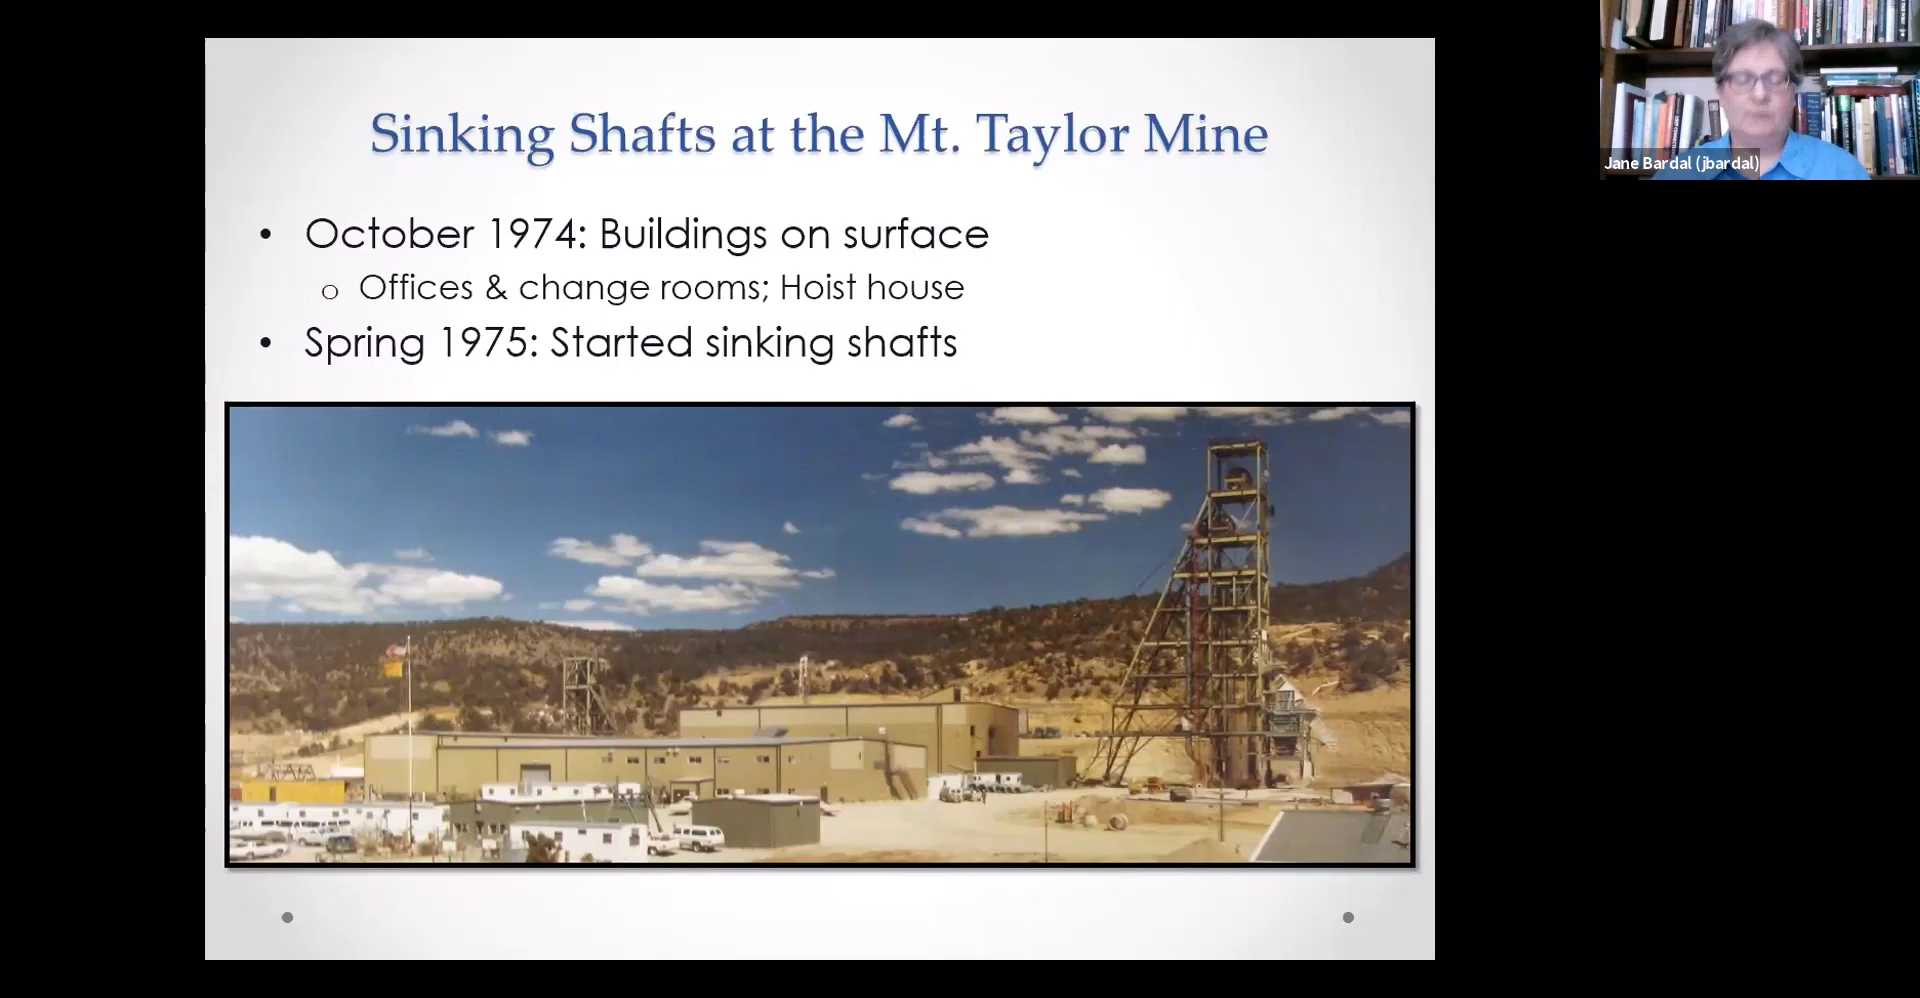 Sinking Shafts at the Mt. Taylor Mine
• October 1974: Buildings on surface
o Offices & change rooms; Hoist house
• Spring 1975: Started sinking shafts
Jane Bardal (jbardal)